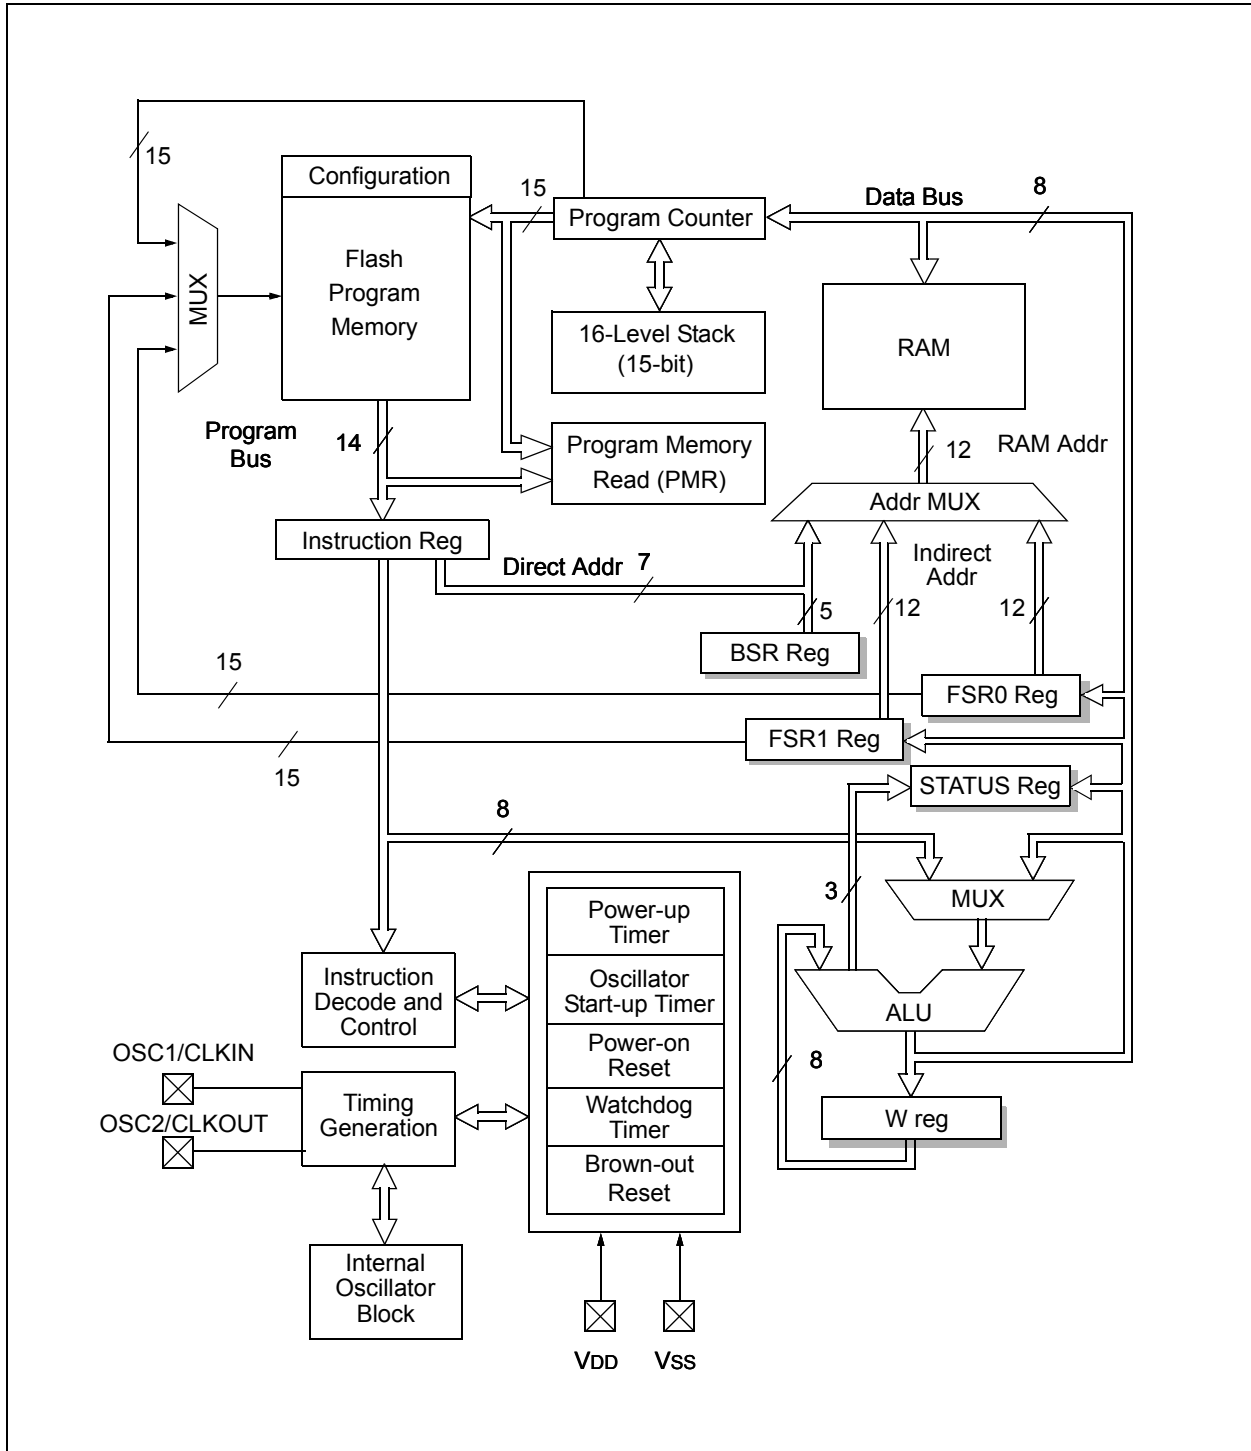 15
Configuration
Flash
Program
Memory
MUX
15
Program Counter
Data Bus
8
16-Level Stack
(15-bit)
RAM
Program
Bus
14
Program Memory
Read (PMR)
12
RAM Addr
Addr MUX
Instruction Reg
Direct Addr
7
Indirect
Addr
5
12
12
BSR Reg
15
FSR0 Reg
15
FSR1 Reg
STATUS Reg
8
3
MUX
Power-up
Timer
Instruction
Decode and
Control
Oscillator
Start-up Timer
ALU
Power-on
Reset
8
OSC1/CLKIN
OSC2/CLKOUT
Timing
Generation
Watchdog
Timer
W reg
Brown-out
Reset
Internal
Oscillator
Block
VDD
VSS